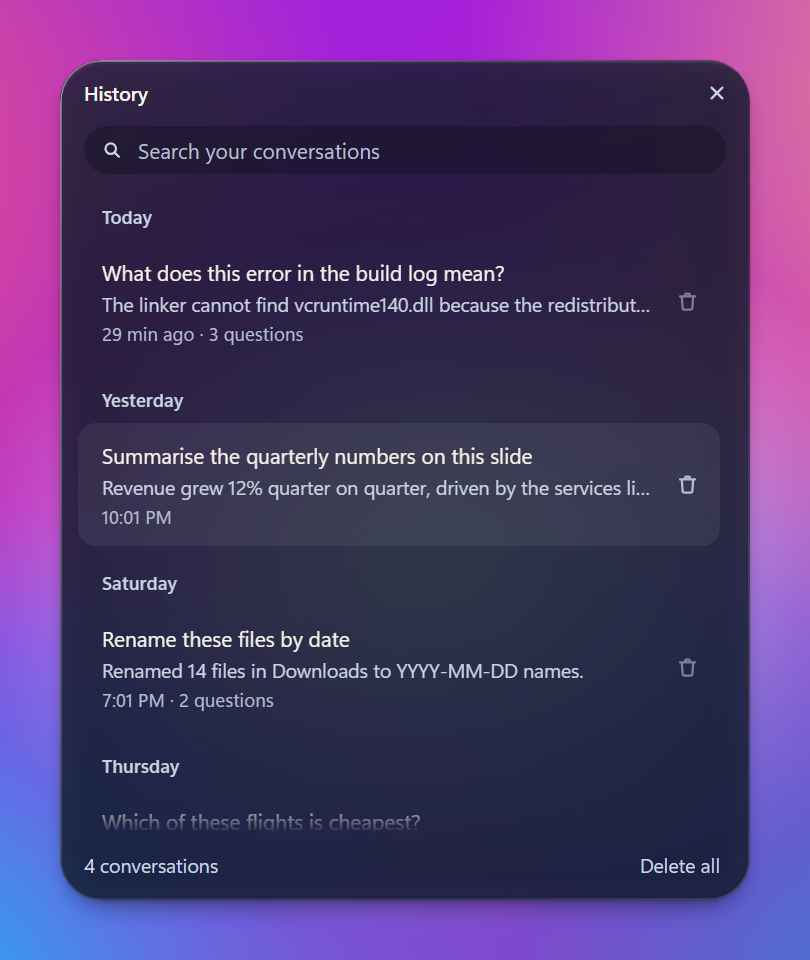 History
Search your conversations
Today
What does this error in the build log mean?
The linker cannot find vcruntime140.dll because the redistribut...
29 min ago · 3 questions
Yesterday
Summarise the quarterly numbers on this slide
Revenue grew 12% quarter on quarter, driven by the services li...
10:01 PM
Saturday
Rename these files by date
Renamed 14 files in Downloads to YYYY-MM-DD names.
7:01 PM · 2 questions
Thursday
Which of these flights is cheapest?
4 conversations
Delete all